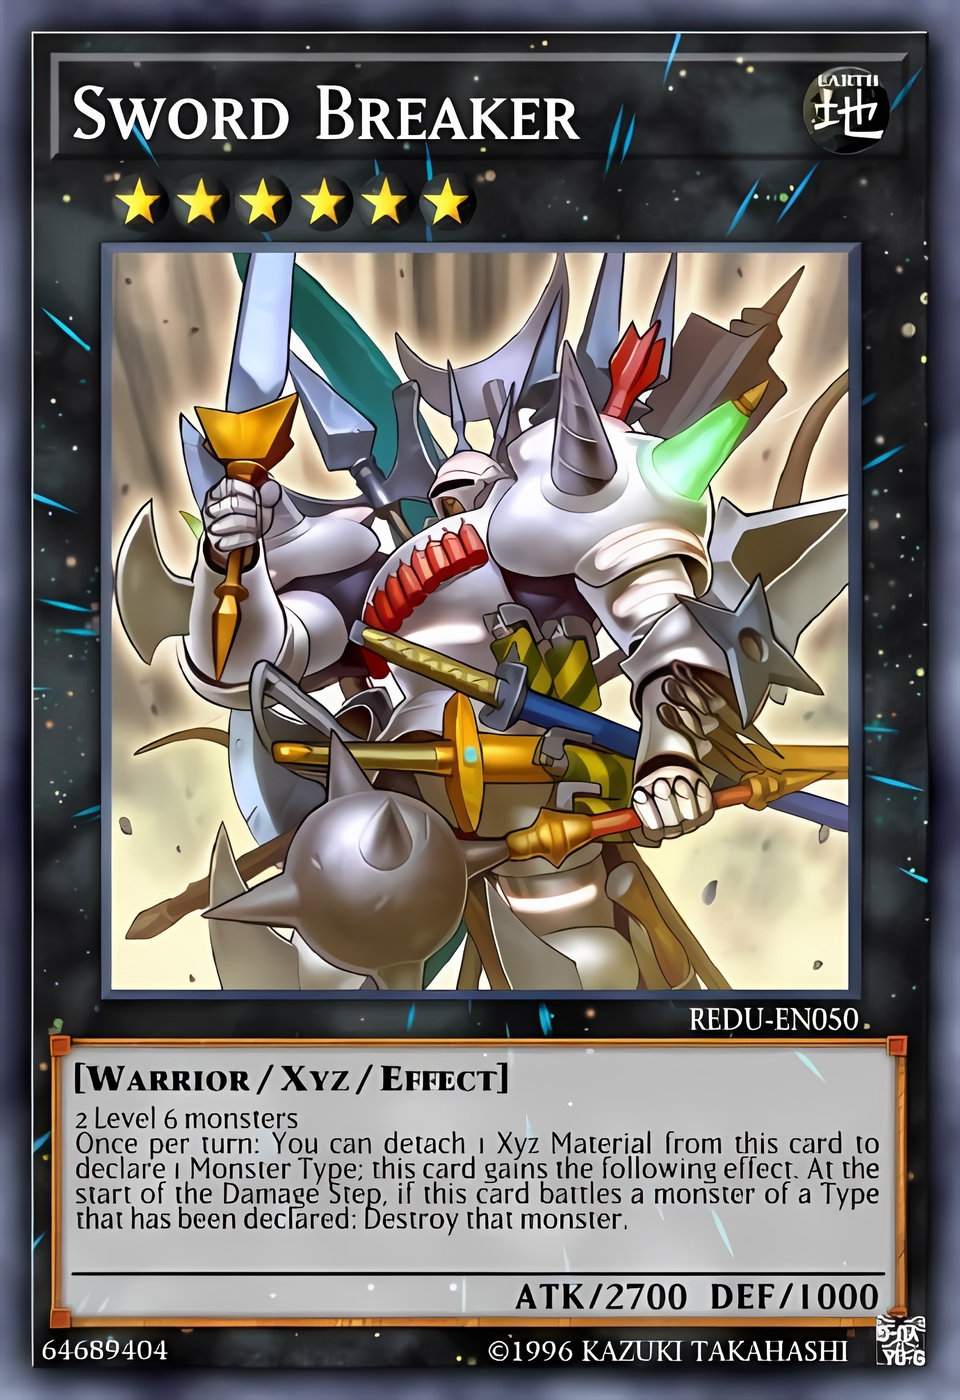 Sword Breaker
EARTH
地
REDU-EN050
[Warrior/Xyz/Effect]
2 Level 6 monsters
Once per turn: You can detach 1 Xyz Material from this card to
declare 1 Monster Type; this card gains the following effect. At the
start of the Damage Step, if this card battles a monster of a Type
that has been declared: Destroy that monster.
ATK/2700 DEF/1000
64689404
©1996 KAZUKI TAKAHASHI